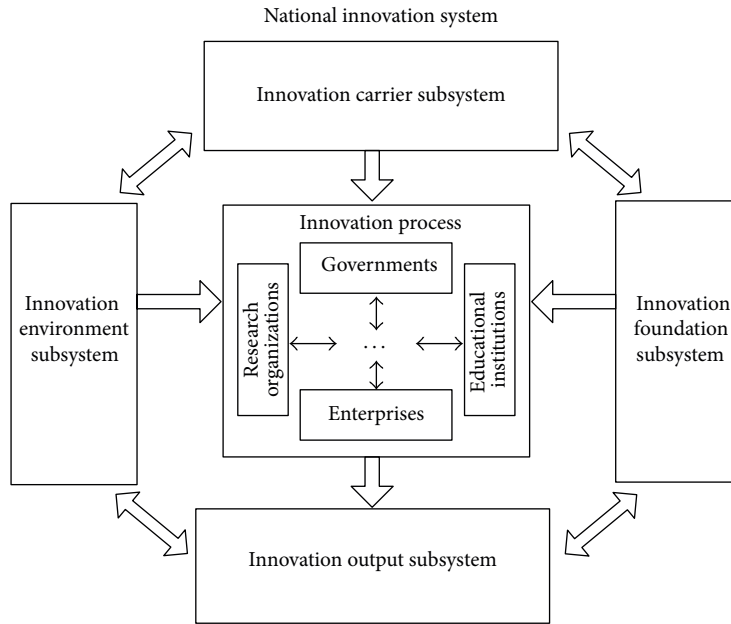 National innovation system
Innovation carrier subsystem
Innovation process
Governments
Research
organizations
Educational
institutions
. . .
Enterprises
Innovation
environment
subsystem
Innovation
foundation
subsystem
Innovation output subsystem